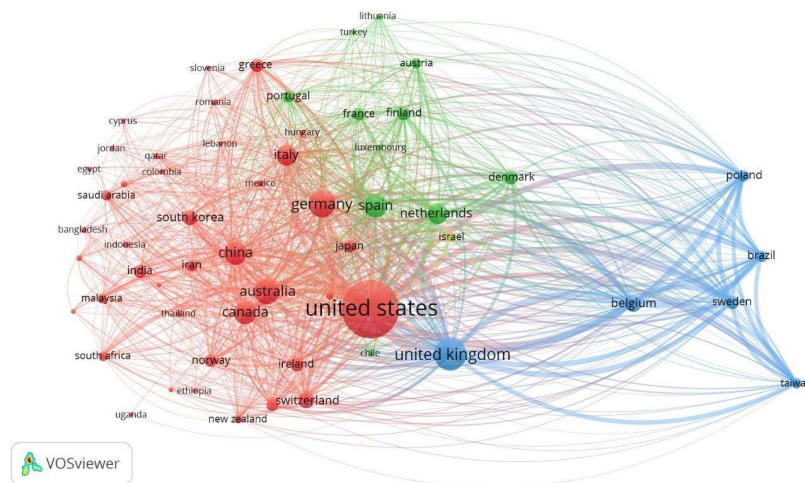 lithuania
turkey
austria
slovenia
greece
romania
portugal
france
finland
cyprus
hungary
jordan
lebanon
luxembourg
qatar
italy
egypt
colombia
denmark
poland
saudi arabia
mexico
germany
spain
netherlands
south korea
bangladesh
israel
indonesia
japan
china
brazil
iran
india
australia
malaysia
united states
belgium
sweden
thailand
canada
chile
united kingdom
south africa
norway
ireland
taiwan
ethiopia
switzerland
uganda
new zealand
VOSviewer